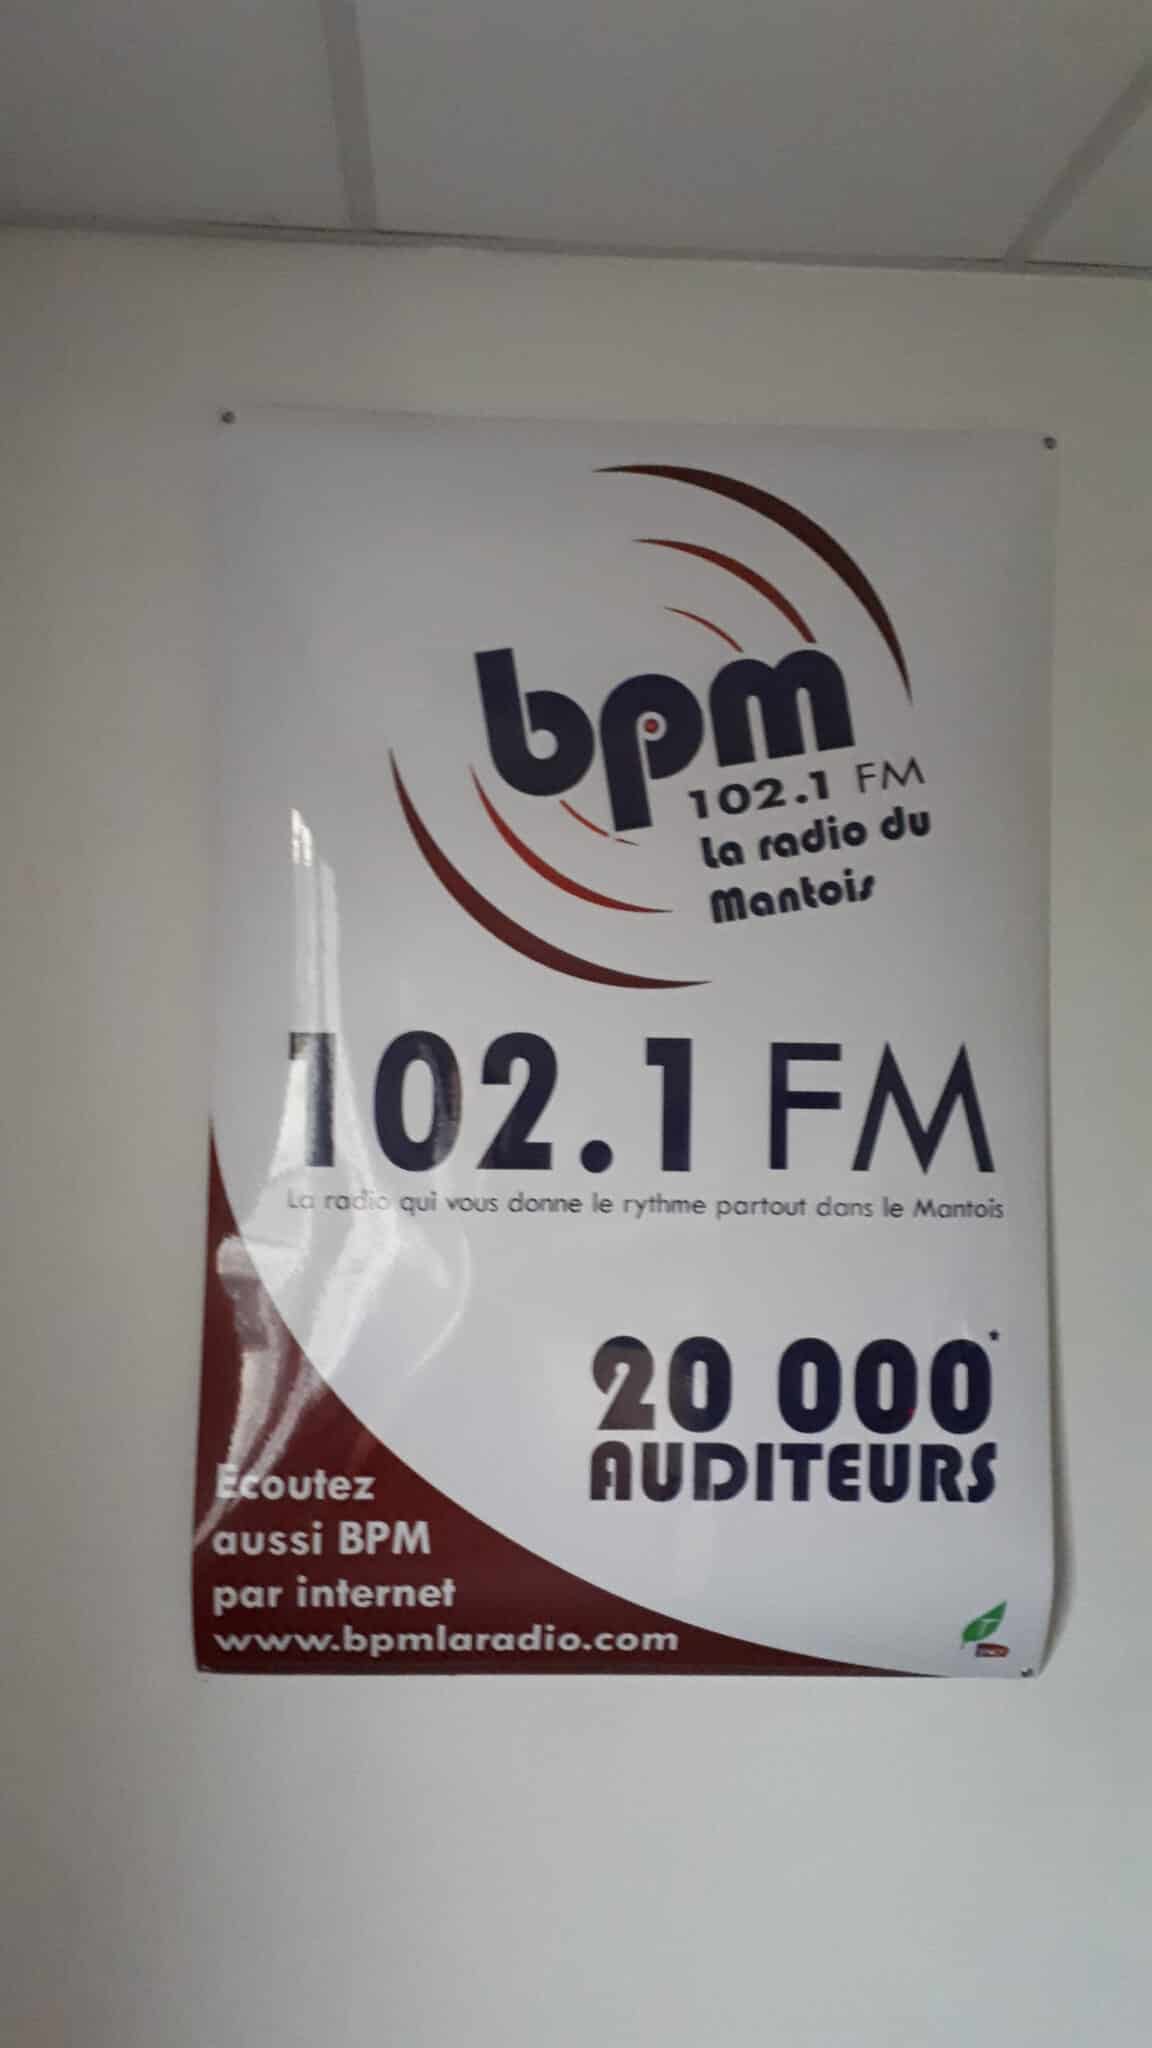 bpm
102.1 FM
La radio du
Mantois
102.1 FM
La radio qui vous donne le rythme partout dans le Mantois
20 000*
AUDITEURS
Ecoutez
aussi BPM
par internet
www.bpmlaradio.com